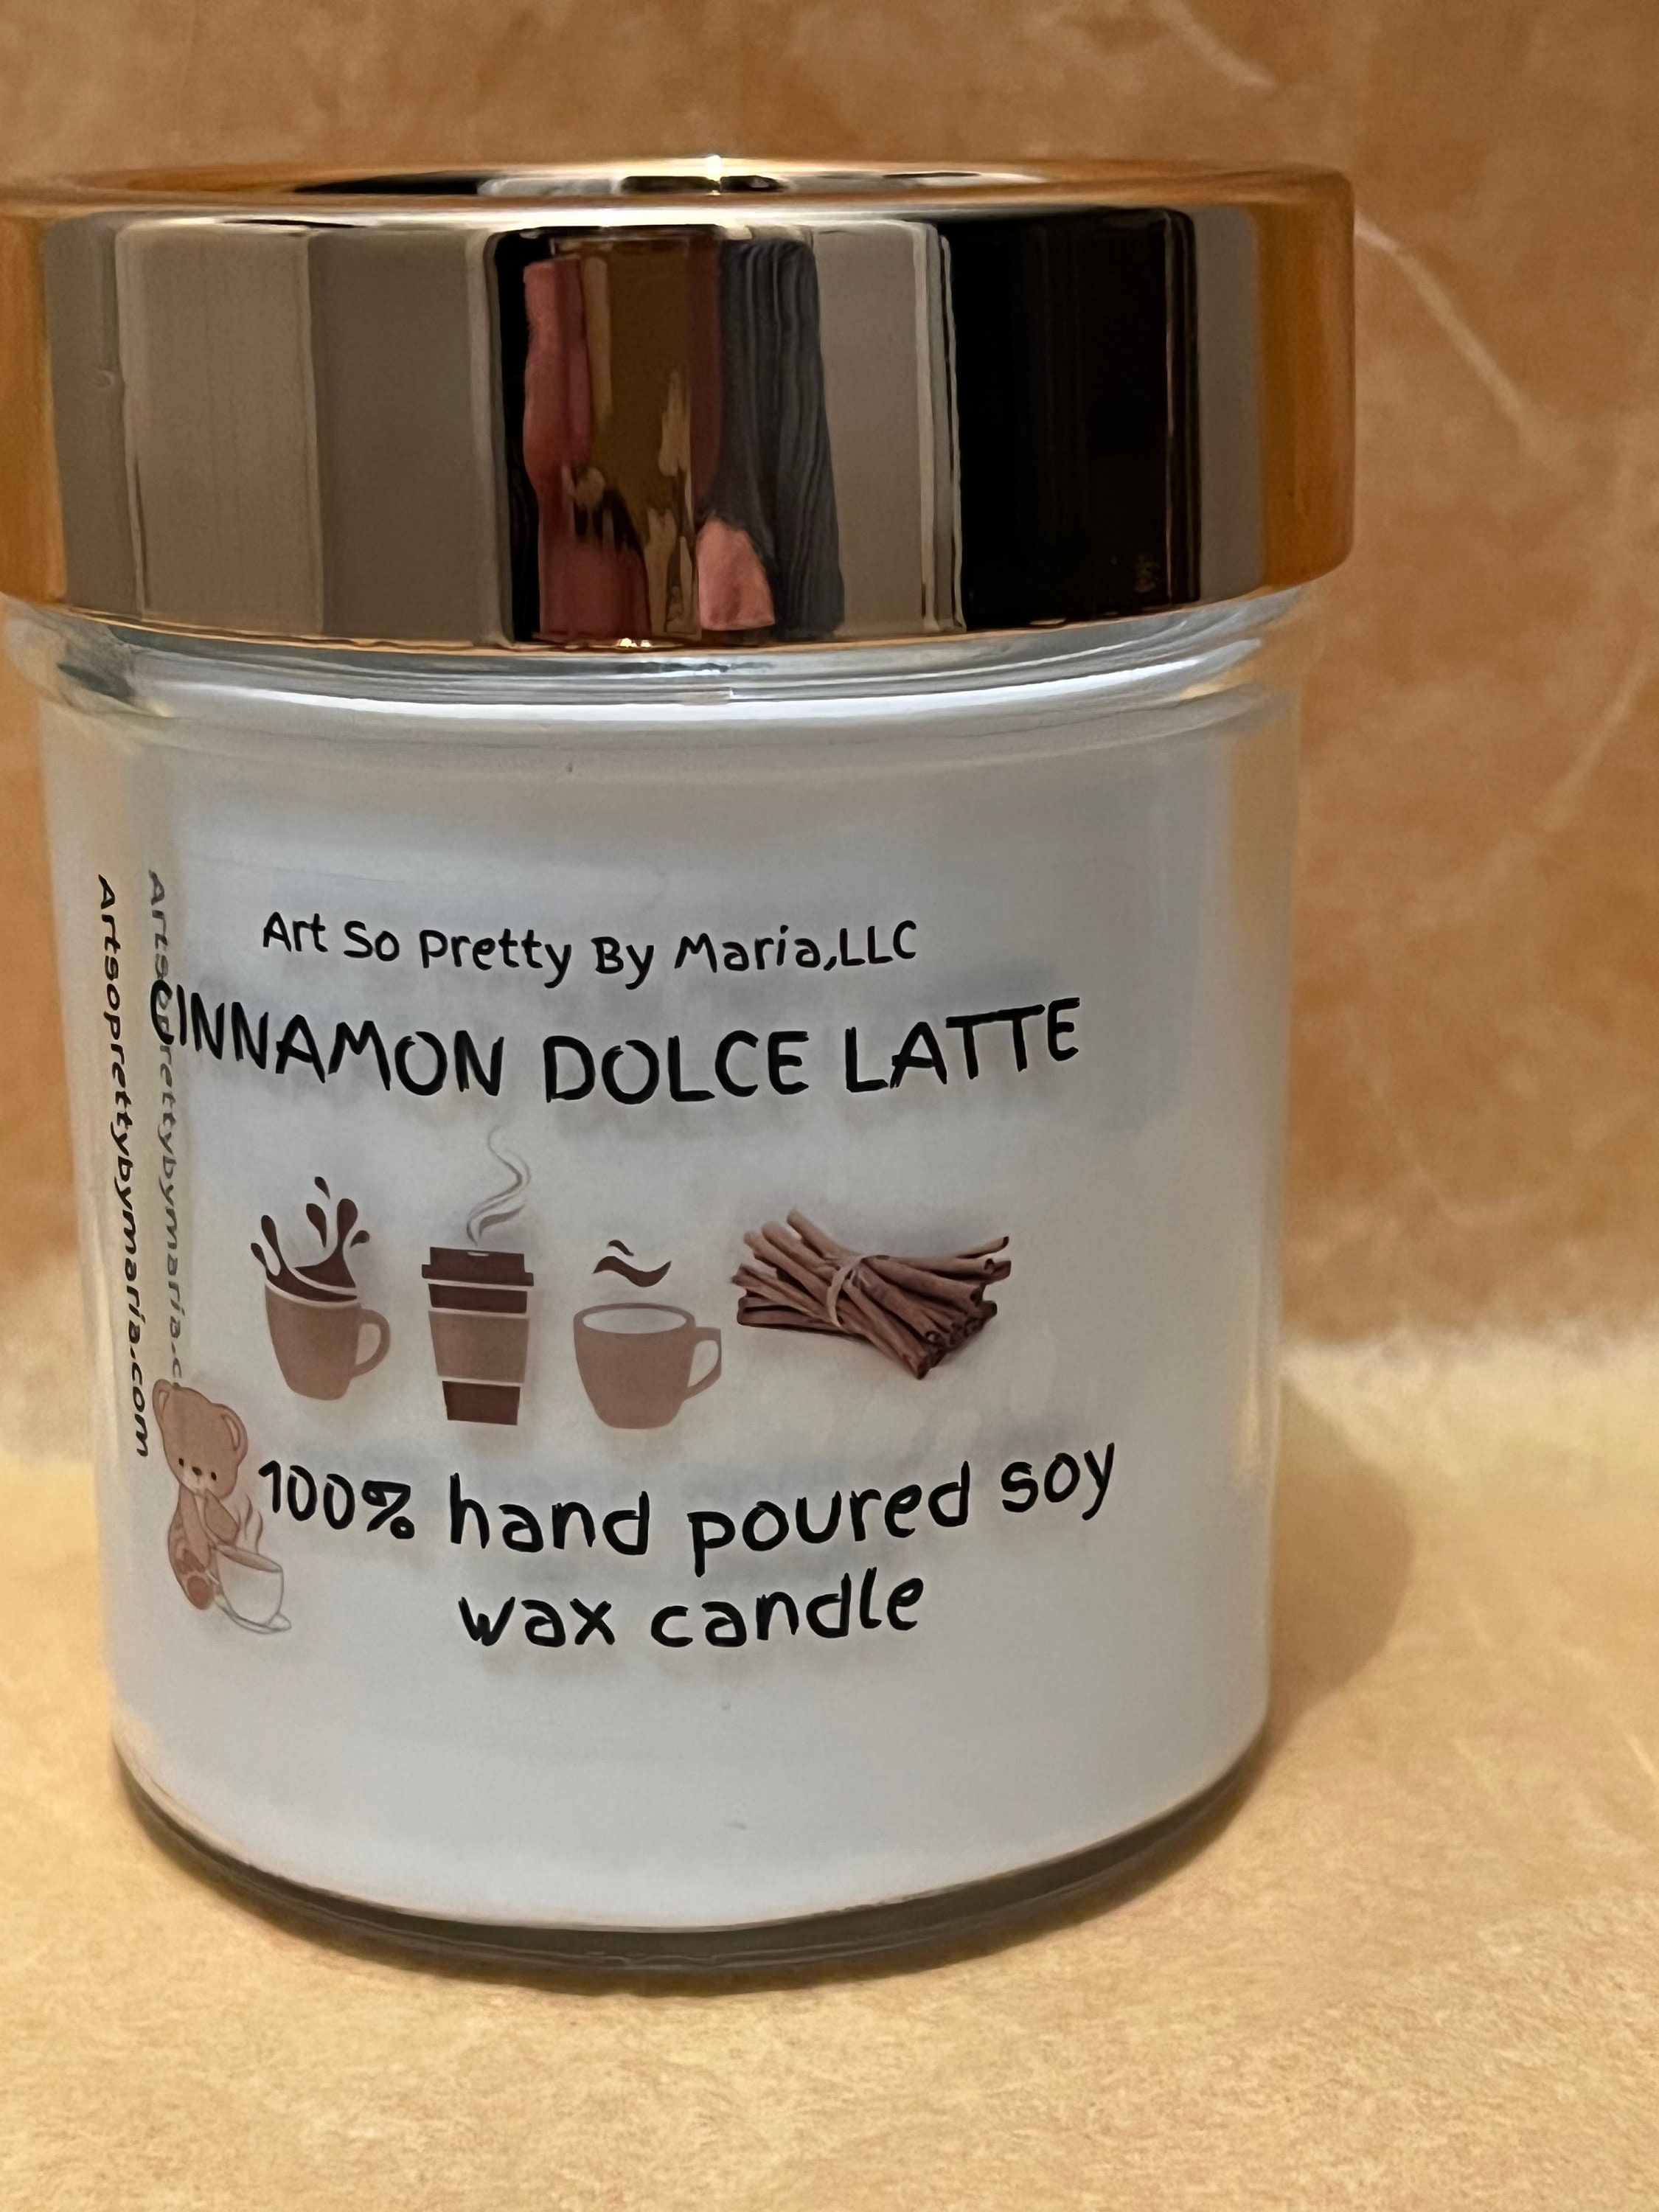 Art So Pretty By Maria,LLC
CINNAMON DOLCE LATTE
100% hand poured soy
wax candle
Artsoprettybymaria.com